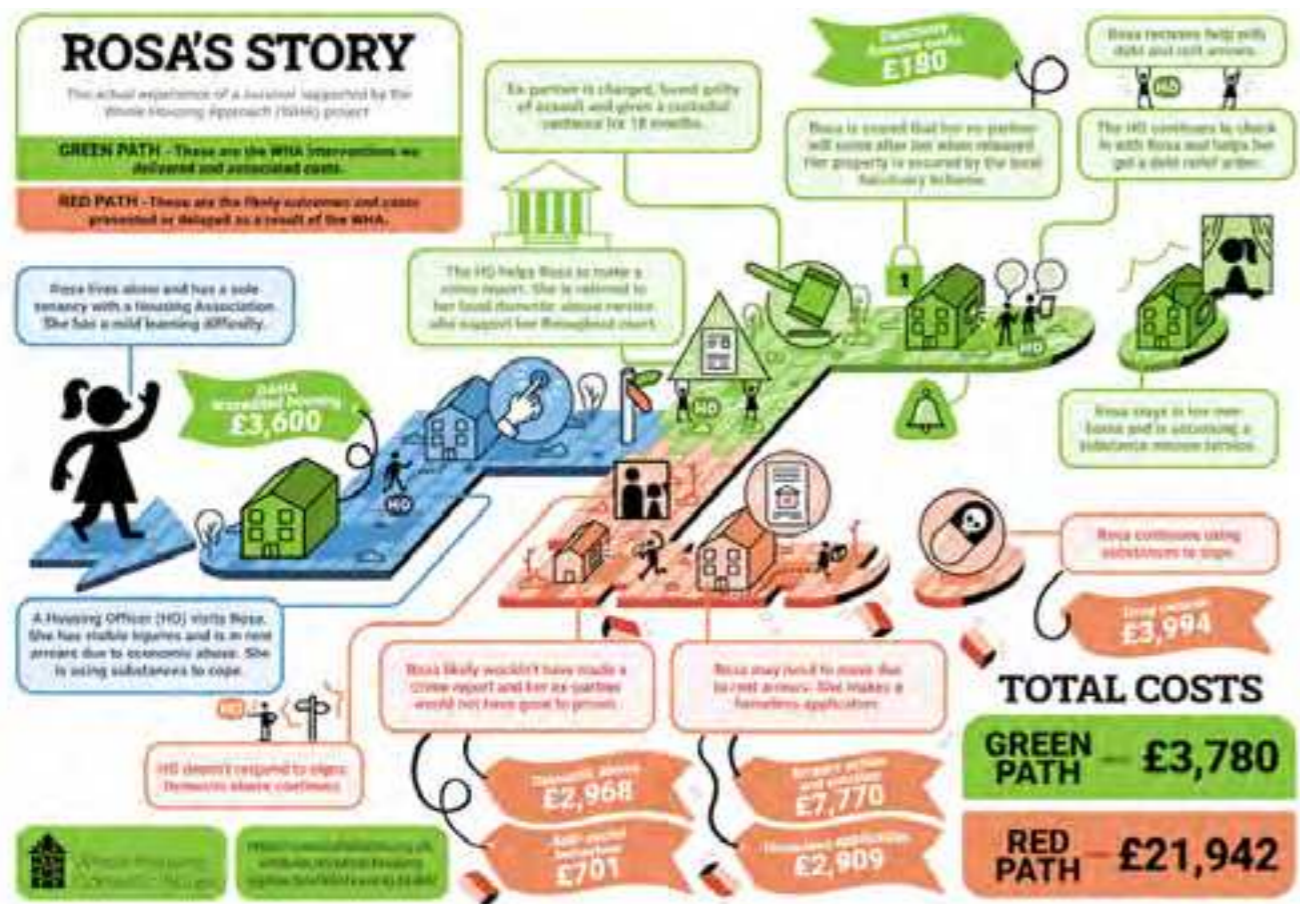 ROSA'S STORY
The actual experience of a survivor supported by the
Whole Housing Approach (WHA) project
GREEN PATH - These are the WHA interventions we
delivered and associated costs.
RED PATH - These are the likely outcomes and costs
prevented or delayed as a result of the WHA.
Rosa lives alone and has a sole
tenancy with a Housing Association.
She has a mild learning difficulty.
£3,600
HO
A Housing Officer (HO) visits Rosa.
She has visible injuries and is in rent
arrears due to economic abuse. She
is using substances to cope.
The HO helps Rosa to make a
crime report. She is referred to
her local domestic abuse service
who support her throughout court.
HO
Ex-partner is charged, found guilty
of assault and given a custodial
sentence for 18 months.
£180
Rosa is scared that her ex-partner
will come after her when released.
Her property is secured by the local
Sanctuary Scheme.
Rosa receives help with
debt and rent arrears.
HO
The HO continues to check
in with Rosa and helps her
get a debt relief order.
HO
Rosa stays in her own
home and is accessing a
substance misuse service.
HO
HO doesn't respond to signs.
Domestic abuse continues.
Rosa likely wouldn't have made a
crime report and her ex-partner
would not have gone to prison.
£2,968
£701
Rosa may need to move due
to rent arrears. She makes a
homeless application.
£7,770
Homeless application
£2,909
Rosa continues using
substances to cope.
£3,994
TOTAL COSTS
GREEN PATH — £3,780
RED PATH — £21,942